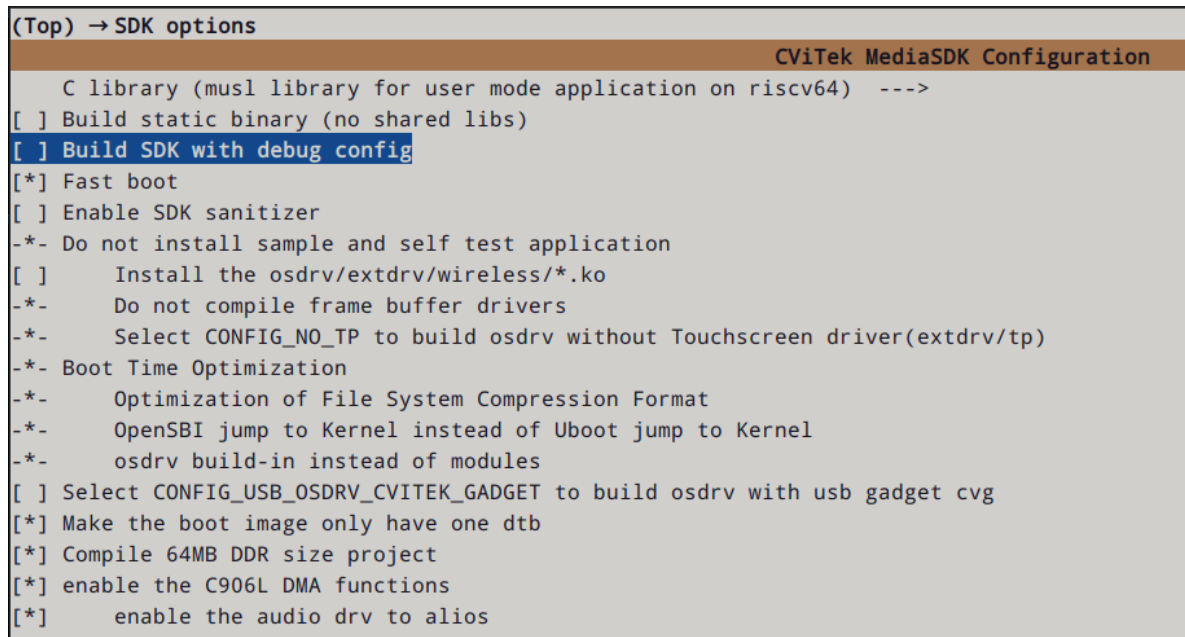 (Top) → SDK options
CViTek MediaSDK Configuration
C library (musl library for user mode application on riscv64)  --->
[ ] Build static binary (no shared libs)
[ ] Build SDK with debug config
[*] Fast boot
[ ] Enable SDK sanitizer
-*- Do not install sample and self test application
[ ]     Install the osdrv/extdrv/wireless/*.ko
-*-     Do not compile frame buffer drivers
-*-     Select CONFIG_NO_TP to build osdrv without Touchscreen driver(extdrv/tp)
-*- Boot Time Optimization
-*-     Optimization of File System Compression Format
-*-     OpenSBI jump to Kernel instead of Uboot jump to Kernel
-*-     osdrv build-in instead of modules
[ ] Select CONFIG_USB_OSDRV_CVITEK_GADGET to build osdrv with usb gadget cvg
[*] Make the boot image only have one dtb
[*] Compile 64MB DDR size project
[*] enable the C906L DMA functions
[*]     enable the audio drv to alios